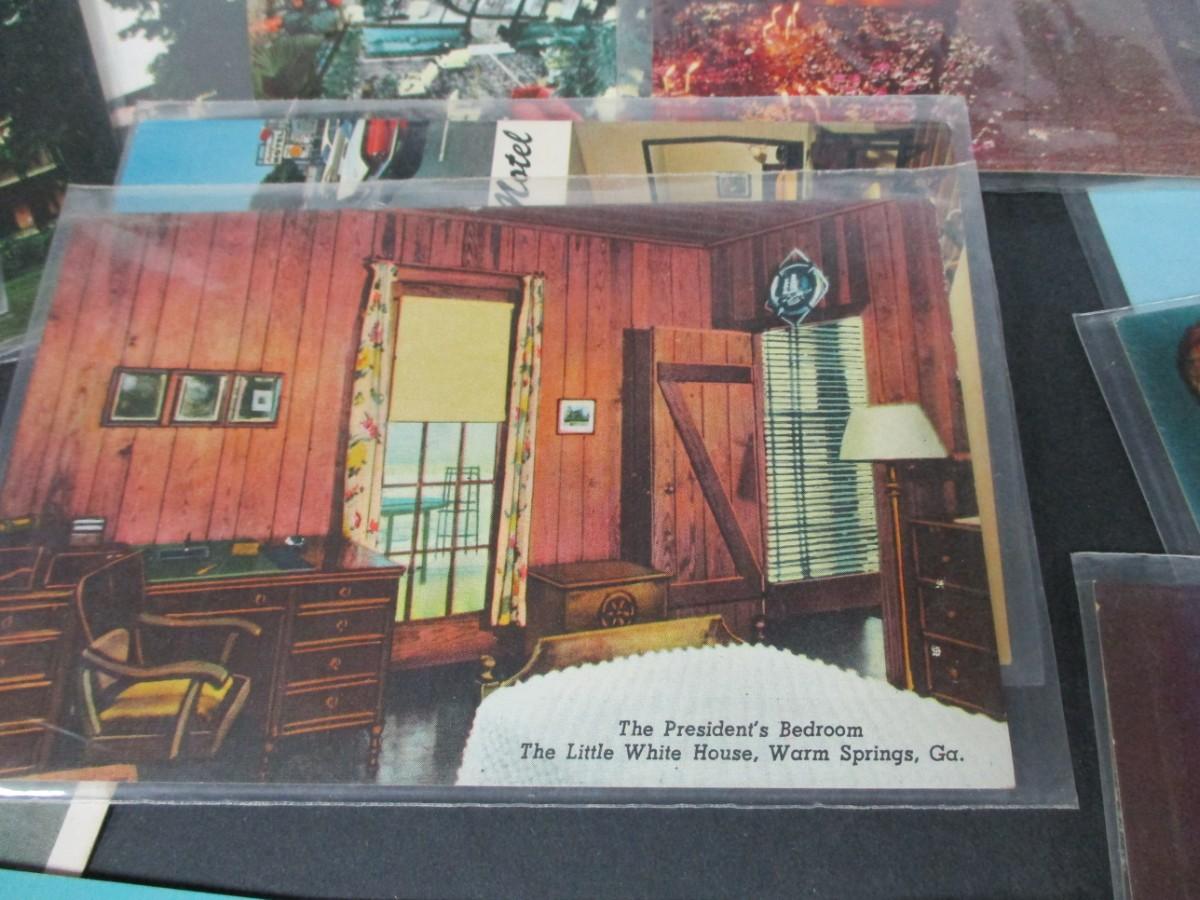 Motel
The President's Bedroom
The Little White House, Warm Springs, Ga.